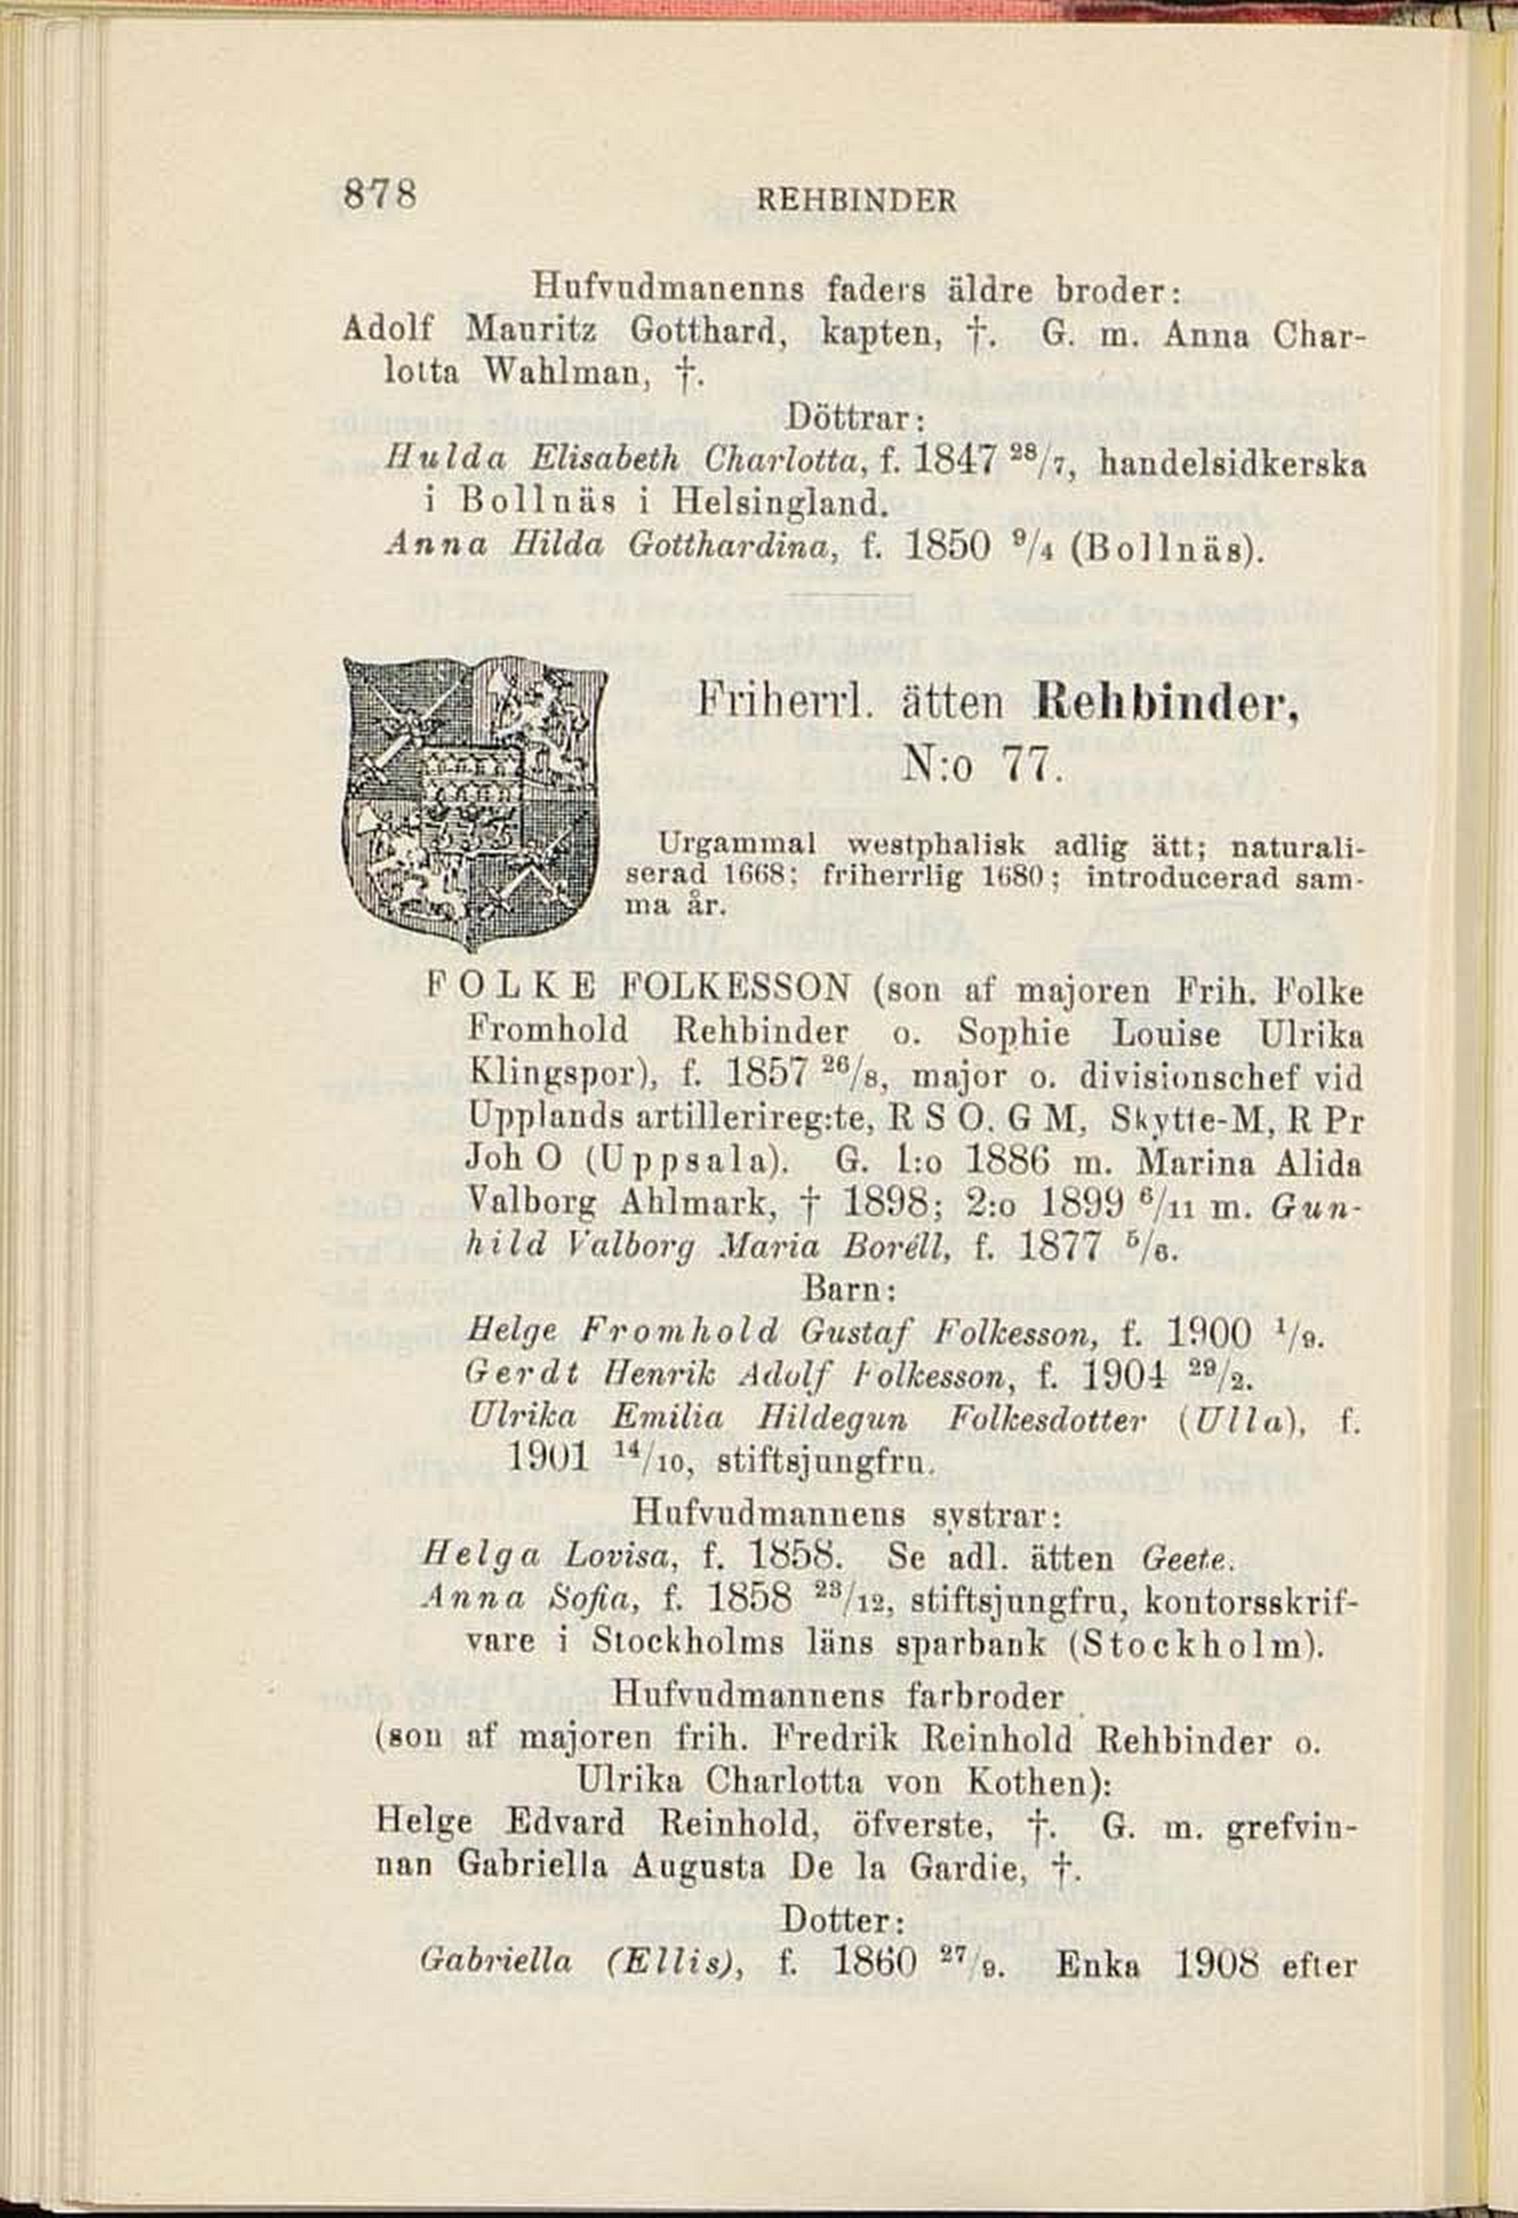 878 REHBINDER
Hufvudmanenns faders äldre broder:
Adolf Mauritz Gotthard, kapten, †. G. m. Anna Char-
lotta Wahlman, †.
Döttrar:
Hulda Elisabeth Charlotta, f. 1847 28/7, handelsidkerska
i Bollnäs i Helsingland.
Anna Hilda Gotthardina, f. 1850 9/4 (Bollnäs).
Friherrl. ätten Rehbinder,
N:o 77.
Urgammal westphalisk adlig ätt; naturali-
serad 1668; friherrlig 1680; introducerad sam-
ma år.
FOLKE FOLKESSON (son af majoren Frih. Folke
Fromhold Rehbinder o. Sophie Louise Ulrika
Klingspor), f. 1857 26/8, major o. divisionschef vid
Upplands artillerireg:te, R S O, G M, Skytte-M, R Pr
Joh O (Uppsala). G. 1:o 1886 m. Marina Alida
Valborg Ahlmark, † 1898; 2:o 1899 6/11 m. Gun-
hild Valborg Maria Boréll, f. 1877 5/6.
Barn:
Helge Fromhold Gustaf Folkesson, f. 1900 1/9.
Gerdt Henrik Adolf Folkesson, f. 1904 29/2.
Ulrika Emilia Hildegun Folkesdotter (Ulla), f.
1901 14/10, stiftsjungfru.
Hufvudmannens systrar:
Helga Lovisa, f. 1858. Se adl. ätten Geete.
Anna Sofia, f. 1858 23/12, stiftsjungfru, kontorsskrif-
vare i Stockholms läns sparbank (Stockholm).
Hufvudmannens farbroder
(son af majoren frih. Fredrik Reinhold Rehbinder o.
Ulrika Charlotta von Kothen):
Helge Edvard Reinhold, öfverste, †. G. m. grefvin-
nan Gabriella Augusta De la Gardie, †.
Dotter:
Gabriella (Ellis), f. 1860 27/9. Enka 1908 efter